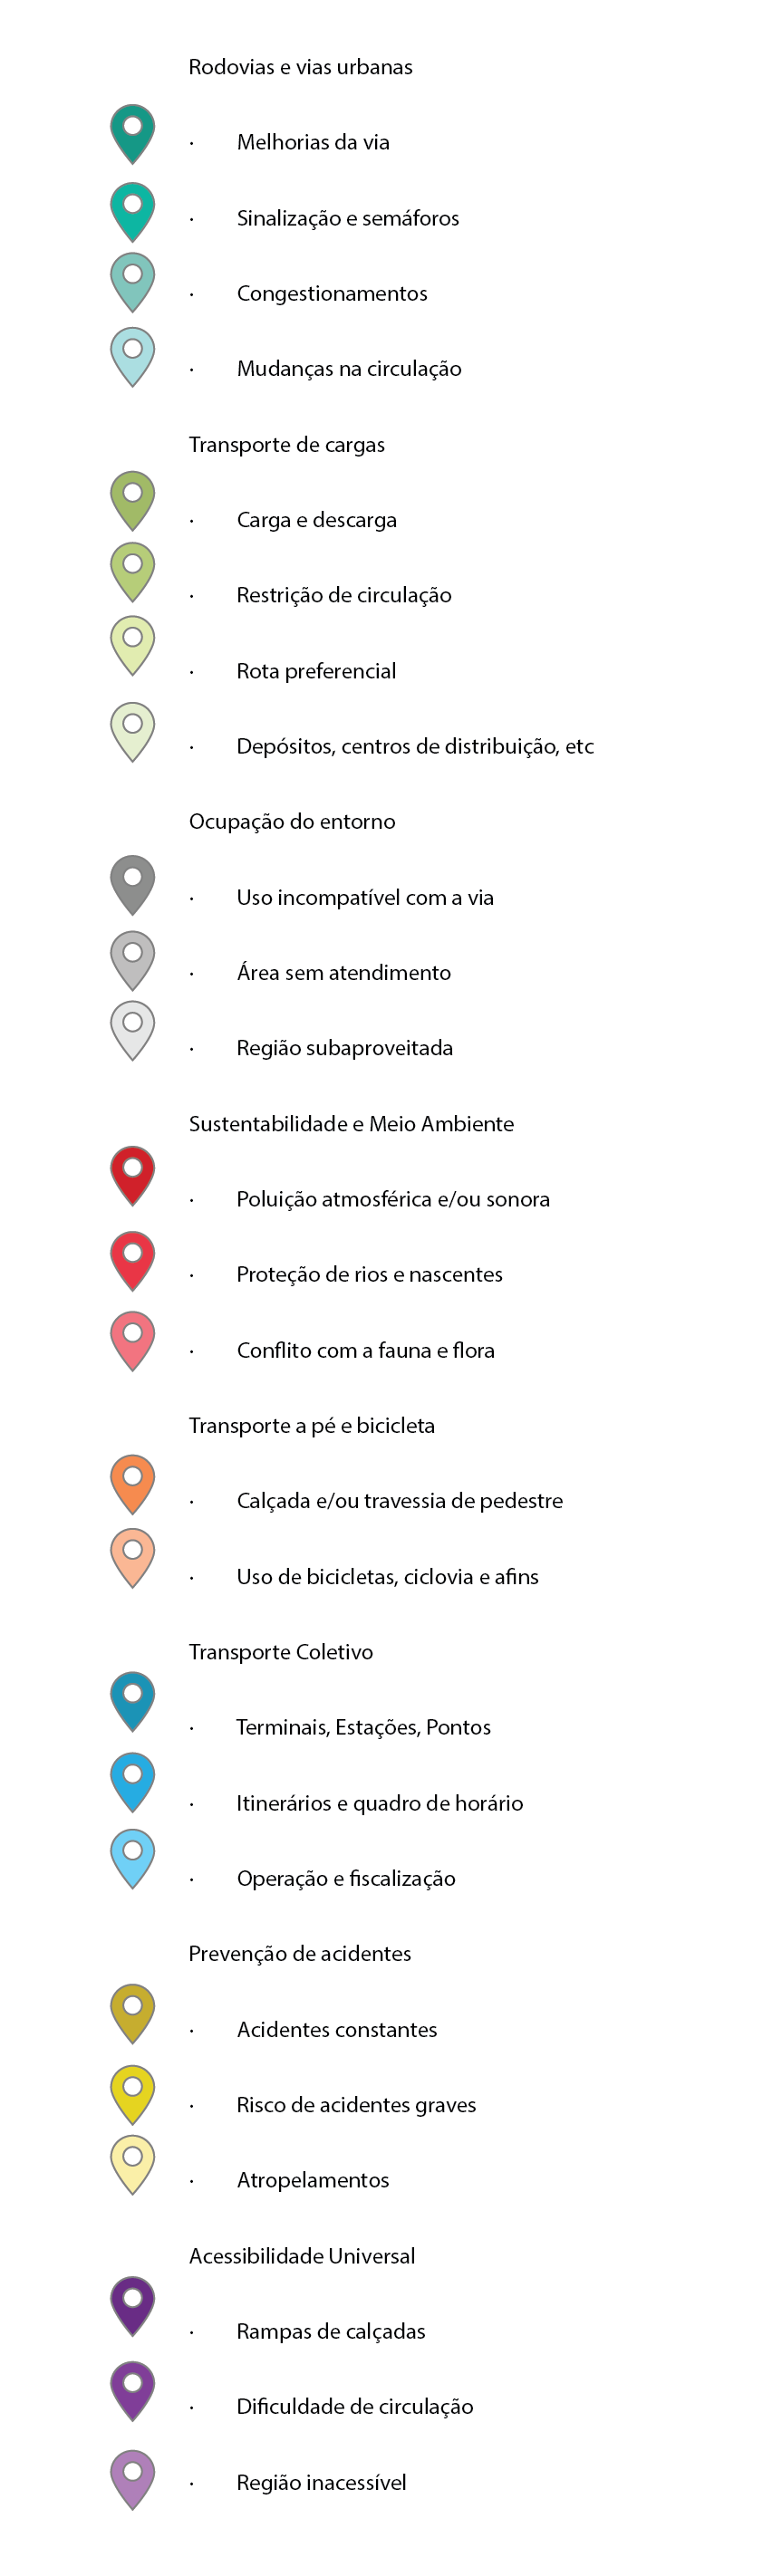 Rodovias e vias urbanas
· Melhorias da via
· Sinalização e semáforos
· Congestionamentos
· Mudanças na circulação
Transporte de cargas
· Carga e descarga
· Restrição de circulação
· Rota preferencial
· Depósitos, centros de distribuição, etc
Ocupação do entorno
· Uso incompatível com a via
· Área sem atendimento
· Região subaproveitada
Sustentabilidade e Meio Ambiente
· Poluição atmosférica e/ou sonora
· Proteção de rios e nascentes
· Conflito com a fauna e flora
Transporte a pé e bicicleta
· Calçada e/ou travessia de pedestre
· Uso de bicicletas, ciclovia e afins
Transporte Coletivo
· Terminais, Estações, Pontos
· Itinerários e quadro de horário
· Operação e fiscalização
Prevenção de acidentes
· Acidentes constantes
· Risco de acidentes graves
· Atropelamentos
Acessibilidade Universal
· Rampas de calçadas
· Dificuldade de circulação
· Região inacessível